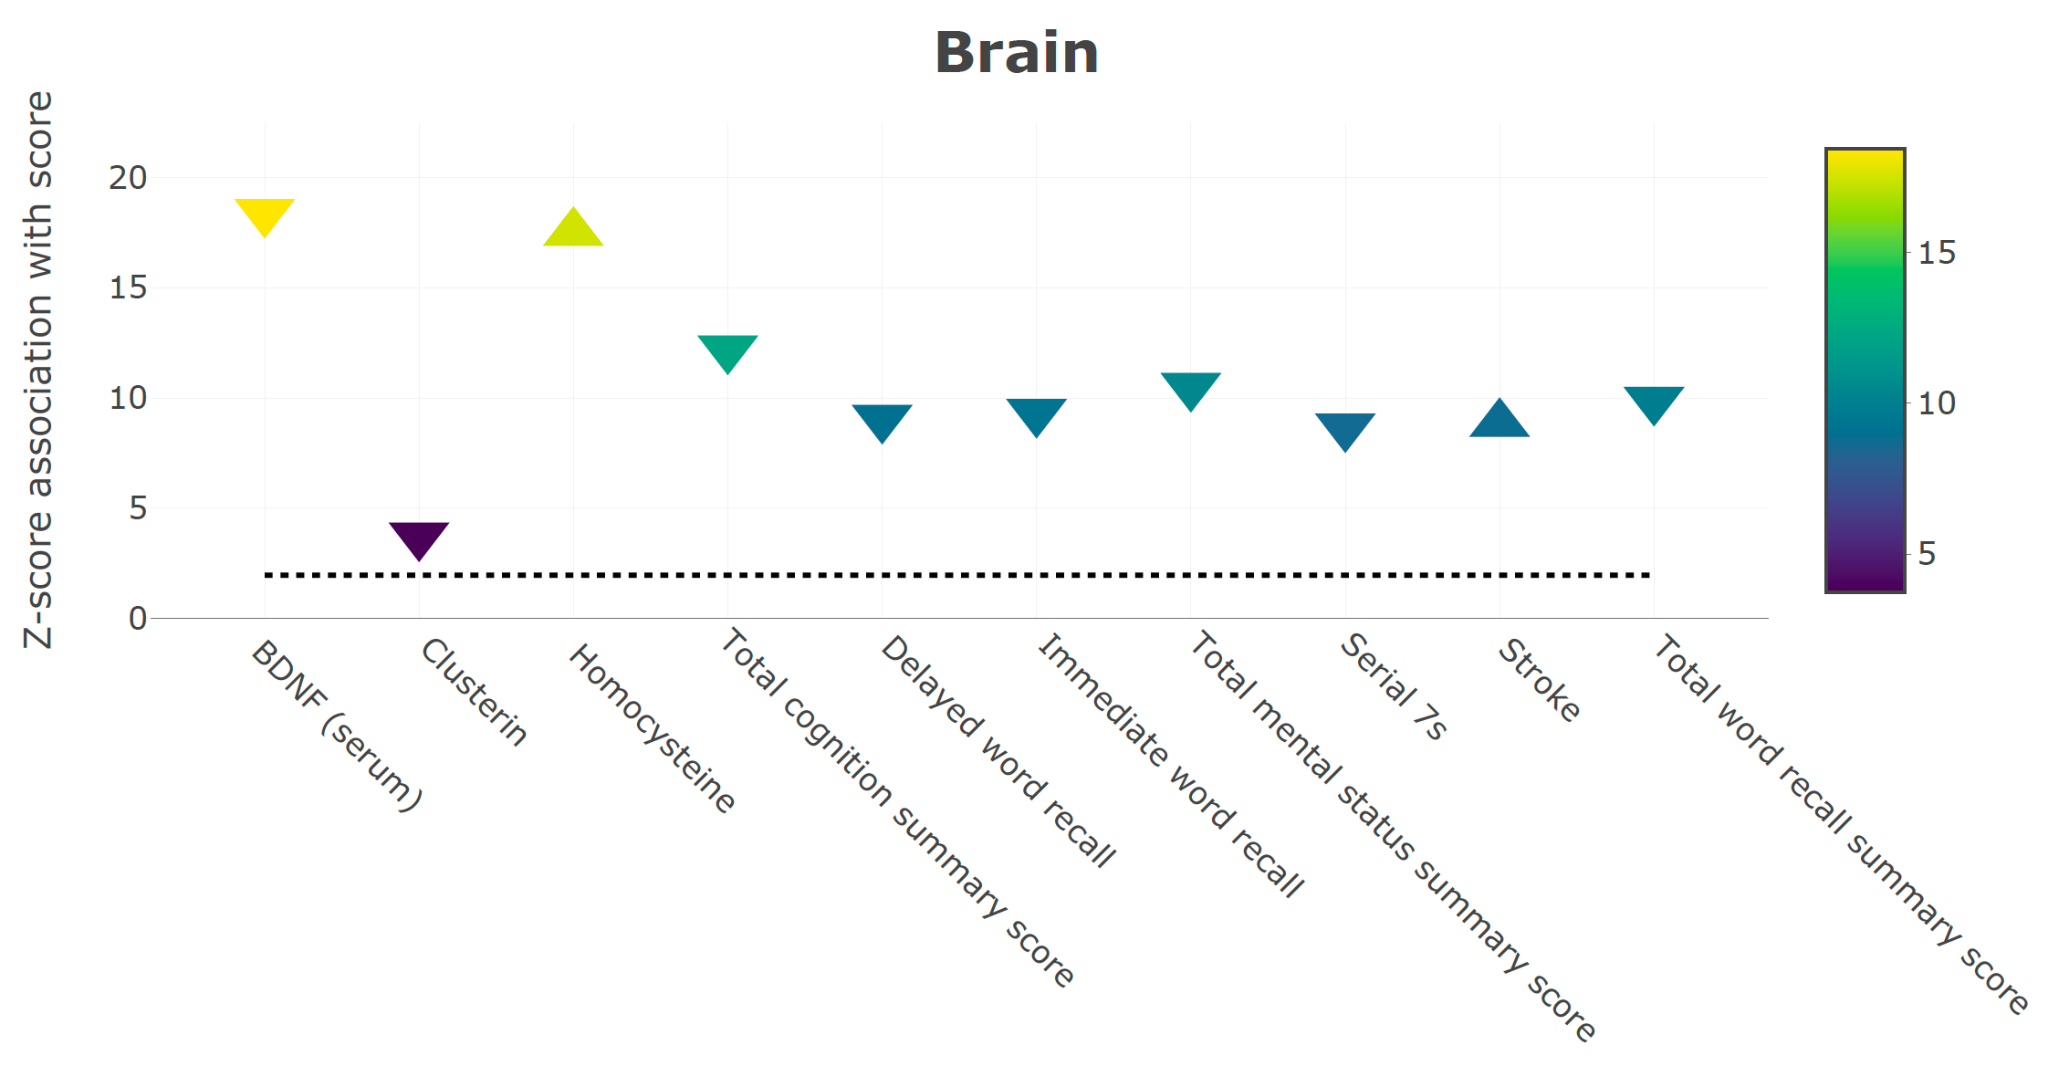 Brain
Z-score association with score
20
15
10
5
0
BDNF (serum)
Clusterin
Homocysteine
Total cognition summary score
Delayed word recall
Immediate word recall
Total mental status summary score
Serial 7s
Stroke
Total word recall summary score
15
10
5